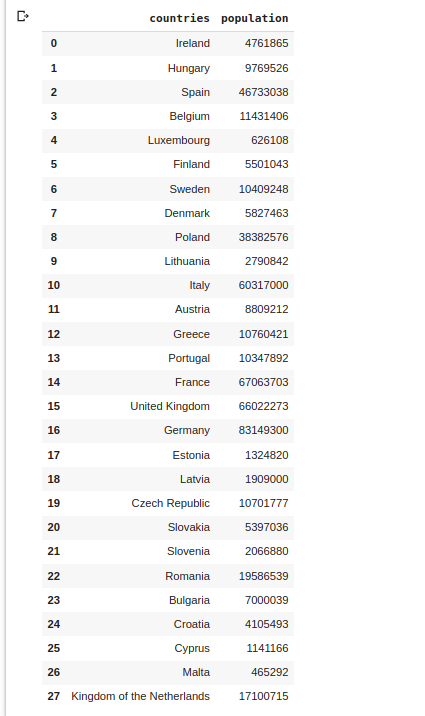 countries population
0 Ireland 4761865
1 Hungary 9769526
2 Spain 46733038
3 Belgium 11431406
4 Luxembourg 626108
5 Finland 5501043
6 Sweden 10409248
7 Denmark 5827463
8 Poland 38382576
9 Lithuania 2790842
10 Italy 60317000
11 Austria 8809212
12 Greece 10760421
13 Portugal 10347892
14 France 67063703
15 United Kingdom 66022273
16 Germany 83149300
17 Estonia 1324820
18 Latvia 1909000
19 Czech Republic 10701777
20 Slovakia 5397036
21 Slovenia 2066880
22 Romania 19586539
23 Bulgaria 7000039
24 Croatia 4105493
25 Cyprus 1141166
26 Malta 465292
27 Kingdom of the Netherlands 17100715